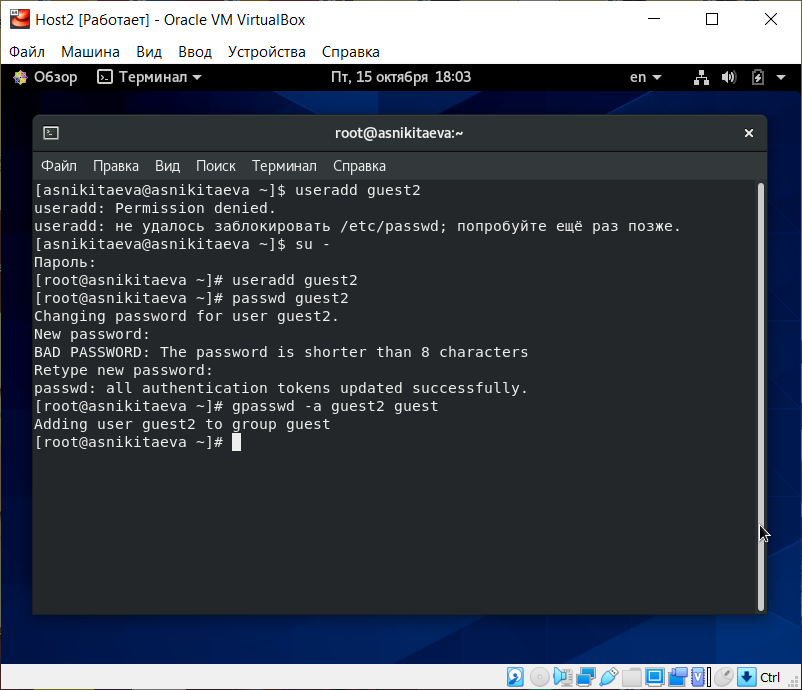 Host2 [Работает] - Oracle VM VirtualBox
Файл Машина Вид Ввод Устройства Справка
Обзор Терминал Пт, 15 октября 18:03 en
root@asnikitaeva:~
Файл Правка Вид Поиск Терминал Справка
[asnikitaeva@asnikitaeva ~]$ useradd guest2
useradd: Permission denied.
useradd: не удалось заблокировать /etc/passwd; попробуйте ещё раз позже.
[asnikitaeva@asnikitaeva ~]$ su -
Пароль:
[root@asnikitaeva ~]# useradd guest2
[root@asnikitaeva ~]# passwd guest2
Changing password for user guest2.
New password:
BAD PASSWORD: The password is shorter than 8 characters
Retype new password:
passwd: all authentication tokens updated successfully.
[root@asnikitaeva ~]# gpasswd -a guest2 guest
Adding user guest2 to group guest
[root@asnikitaeva ~]#
Ctrl